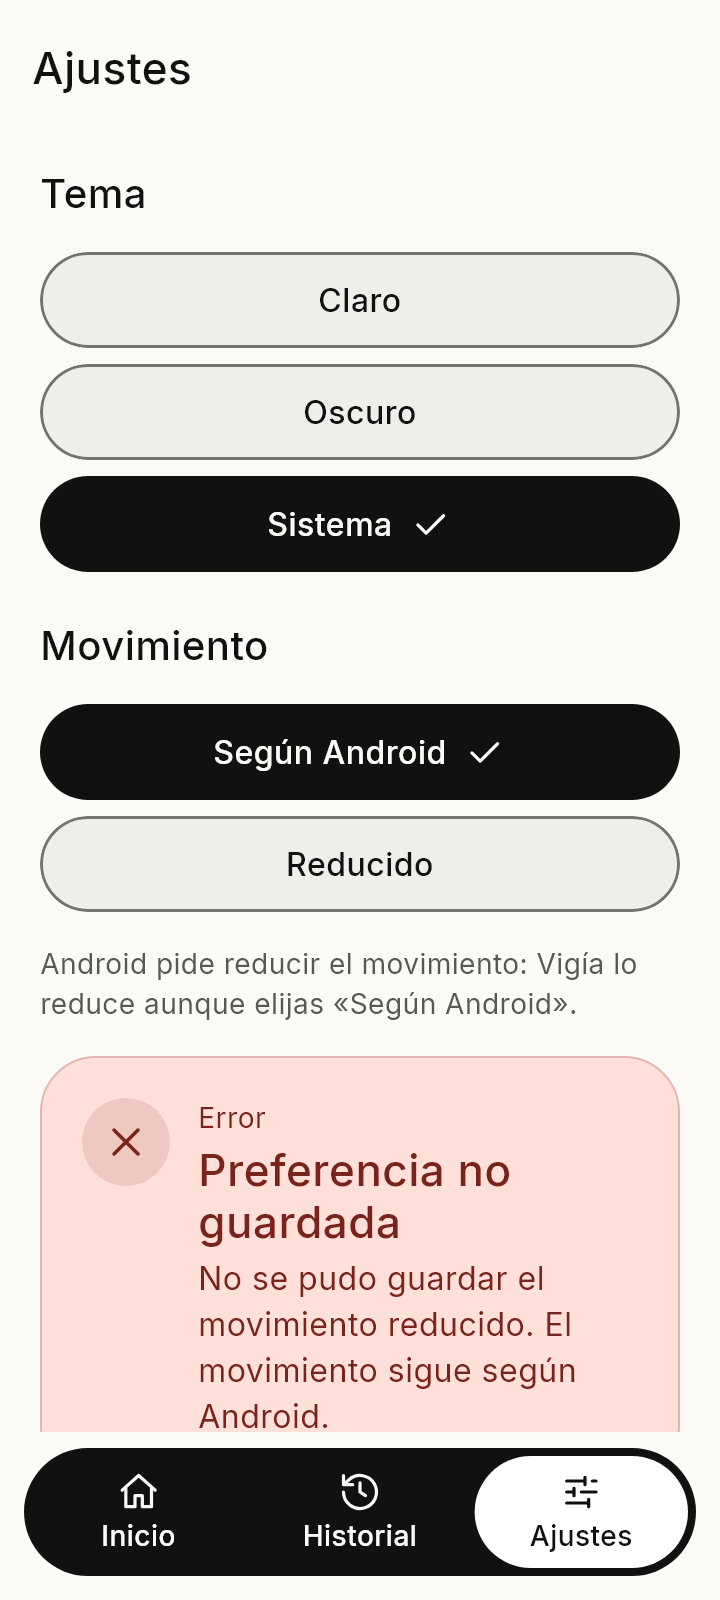 Ajustes
Tema
Claro
Oscuro
Sistema
Movimiento
Según Android
Reducido
Android pide reducir el movimiento: Vigía lo
reduce aunque elijas «Según Android».
Error
Preferencia no
guardada
No se pudo guardar el
movimiento reducido. El
movimiento sigue según
Android.
Inicio
Historial
Ajustes